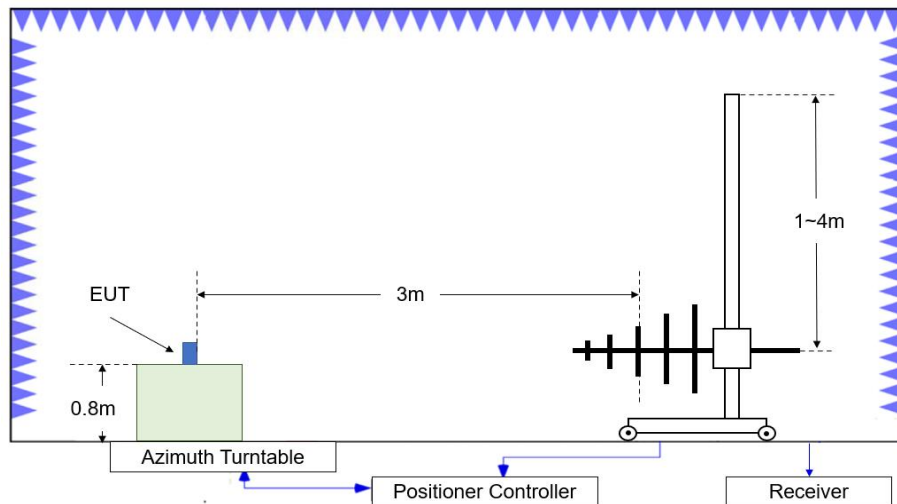 EUT
3m
1~4m
0.8m
Azimuth Turntable
Positioner Controller
Receiver